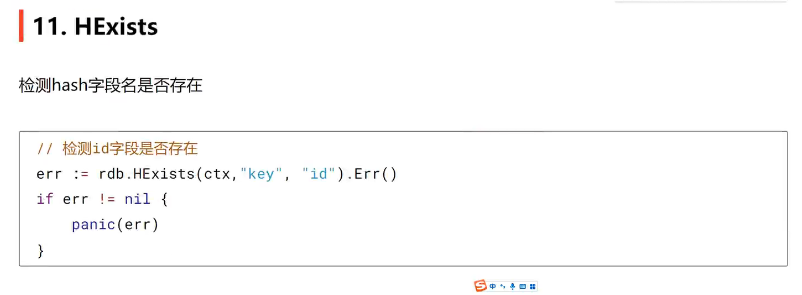 11. HExists
检测hash字段名是否存在
// 检测id字段是否存在
err := rdb.HExists(ctx,"key", "id").Err()
if err != nil {
    panic(err)
}
中